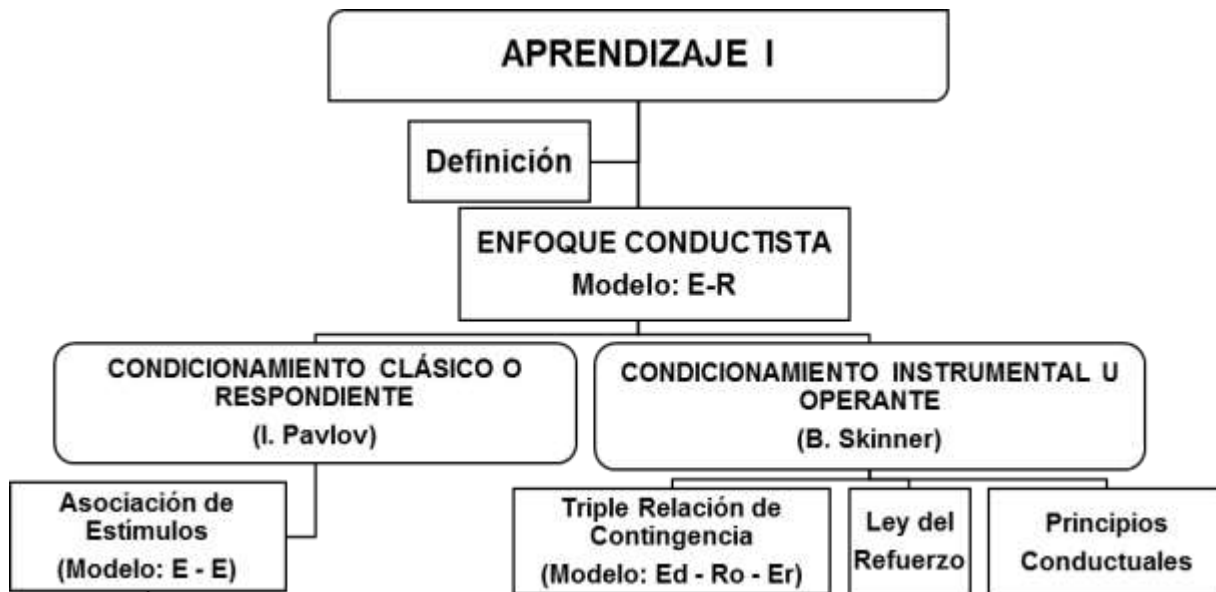 APRENDIZAJE I
Definición
ENFOQUE CONDUCTISTA
Modelo: E-R
CONDICIONAMIENTO CLÁSICO O
RESPONDIENTE
(I. Pavlov)
CONDICIONAMIENTO INSTRUMENTAL U
OPERANTE
(B. Skinner)
Asociación de
Estímulos
(Modelo: E - E)
Triple Relación de
Contingencia
(Modelo: Ed - Ro - Er)
Ley del
Refuerzo
Principios
Conductuales